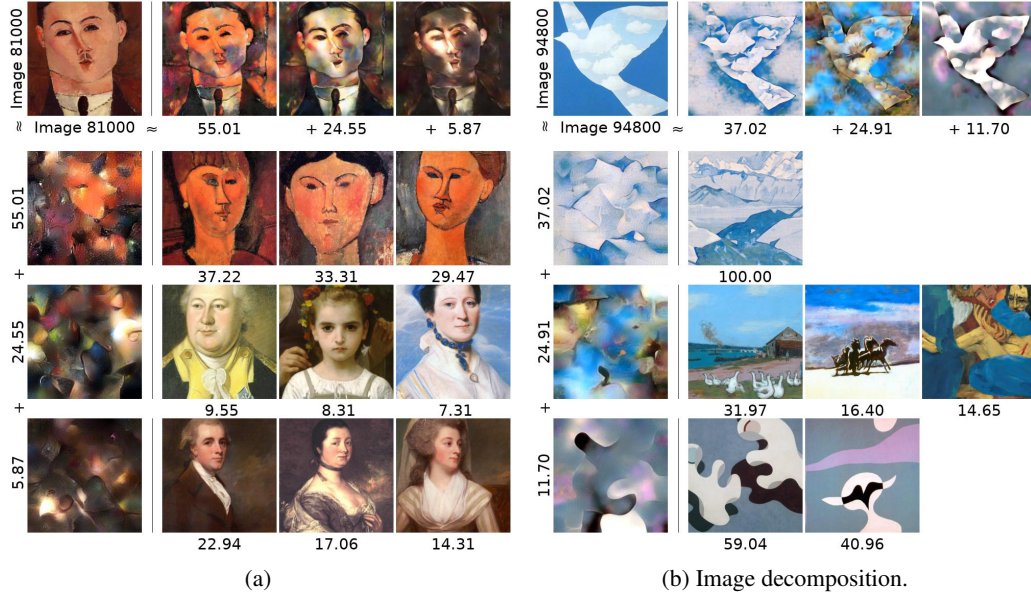 Image 81000
≈ Image 81000 ≈ 55.01 + 24.55 + 5.87
55.01
37.22 33.31 29.47
+
24.55
9.55 8.31 7.31
+
5.87
22.94 17.06 14.31
(a)
Image 94800
≈ Image 94800 ≈ 37.02 + 24.91 + 11.70
37.02
100.00
+
24.91
31.97 16.40 14.65
+
11.70
59.04 40.96
(b) Image decomposition.